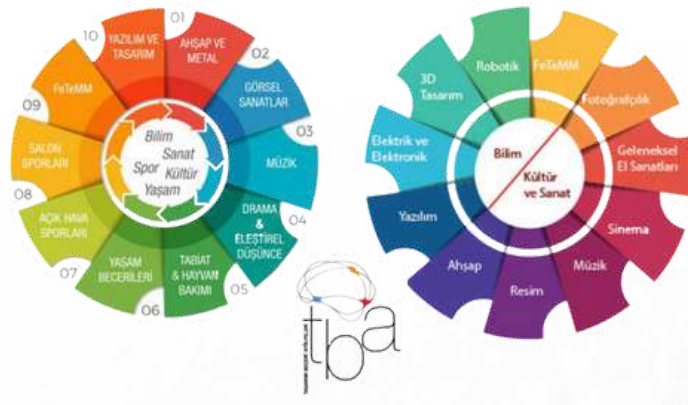 01
AHŞAP VE
METAL
02
GÖRSEL
SANATLAR
03
MÜZİK
04
DRAMA
&
ELEŞTİREL
DÜŞÜNCE
05
TABİAT
& HAYVAN
BAKIMI
06
YAŞAM
BECERİLERİ
07
AÇIK HAVA
SPORLARI
08
SALON
SPORLARI
09
FeTeMM
10
YAZILIM VE
TASARIM
Bilim
Sanat
Spor Kültür
Yaşam
Robotik
FeTeMM
Fotoğrafçılık
Geleneksel
El Sanatları
Sinema
Müzik
Resim
Ahşap
Yazılım
Elektrik ve
Elektronik
3D
Tasarım
Bilim
Kültür
ve Sanat
tba